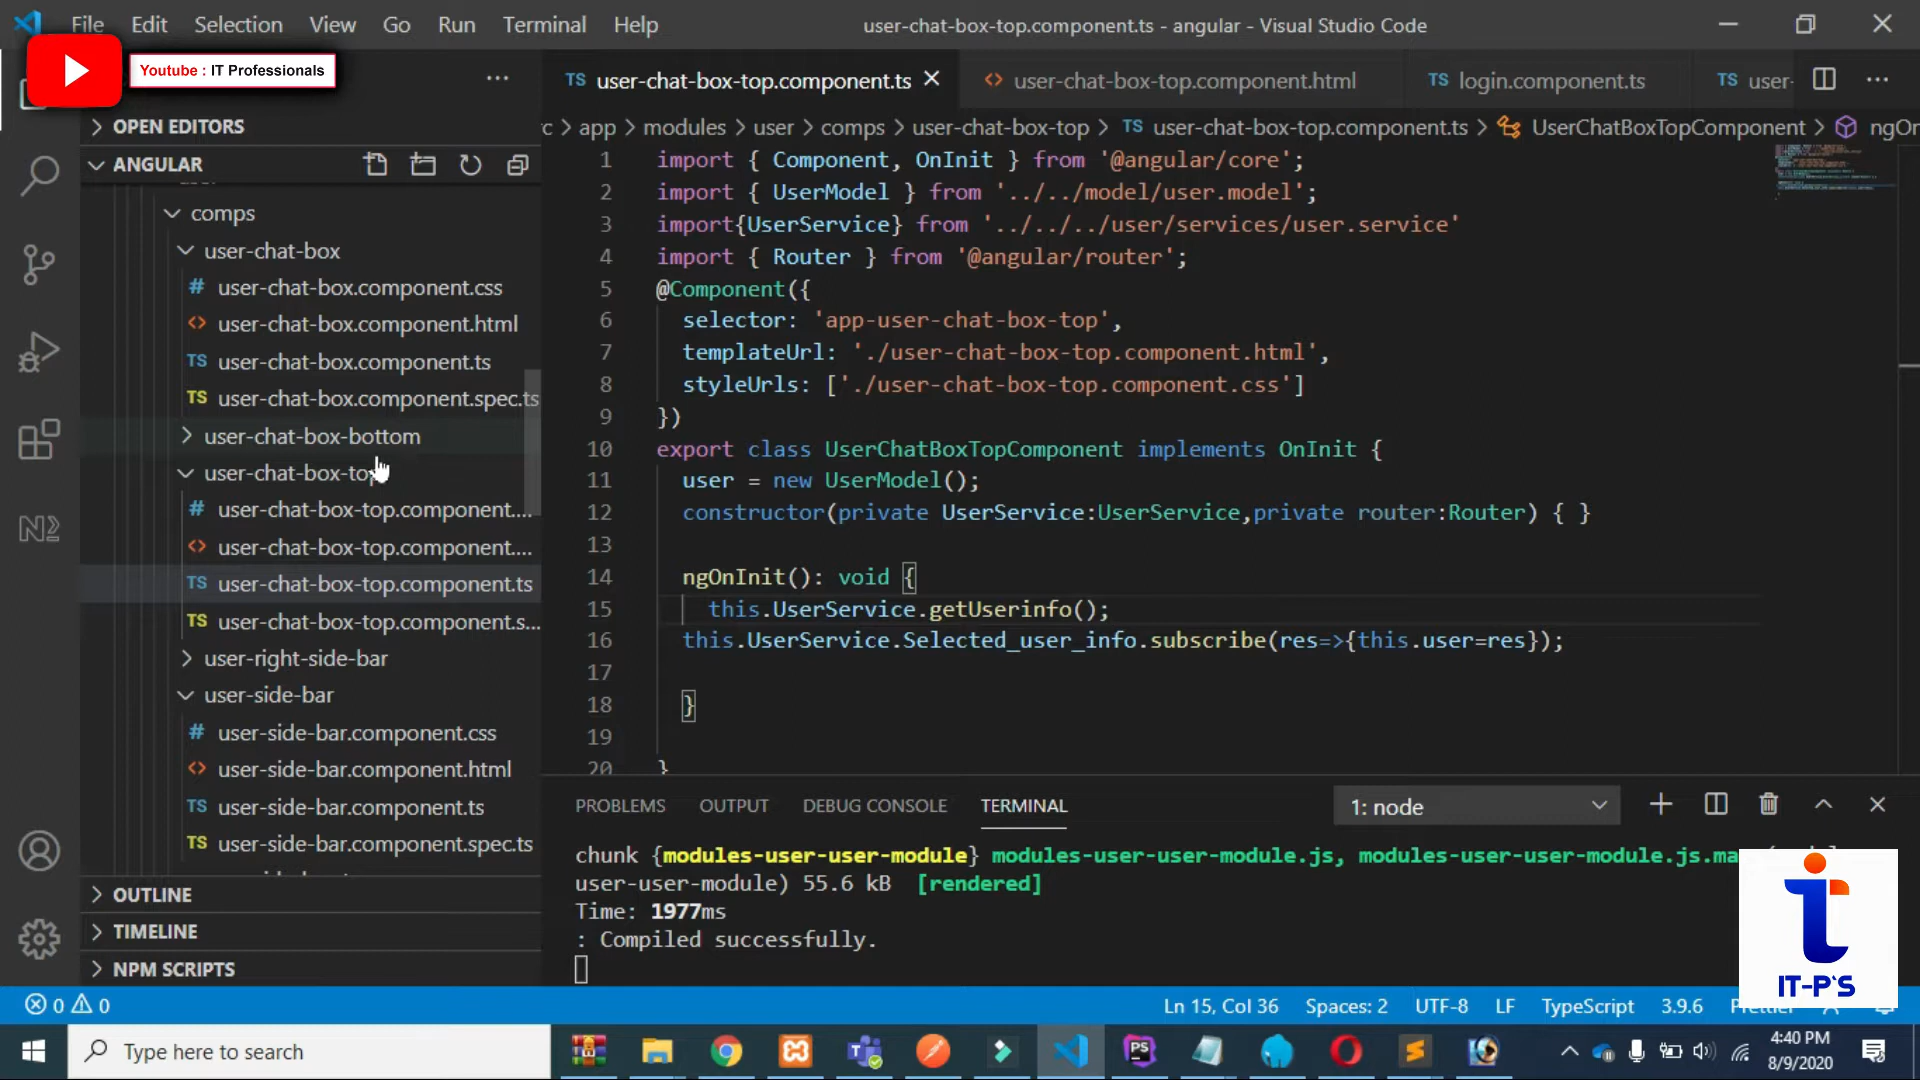 File Edit Selection View Go Run Terminal Help
user-chat-box-top.component.ts - angular - Visual Studio Code
Youtube : IT Professionals
OPEN EDITORS
ANGULAR
comps
user-chat-box
# user-chat-box.component.css
<> user-chat-box.component.html
TS user-chat-box.component.ts
TS user-chat-box.component.spec.ts
user-chat-box-bottom
user-chat-box-top
# user-chat-box-top.component....
<> user-chat-box-top.component....
TS user-chat-box-top.component.ts
TS user-chat-box-top.component.s...
user-right-side-bar
user-side-bar
# user-side-bar.component.css
<> user-side-bar.component.html
TS user-side-bar.component.ts
TS user-side-bar.component.spec.ts
OUTLINE
TIMELINE
NPM SCRIPTS
TS user-chat-box-top.component.ts <> user-chat-box-top.component.html TS login.component.ts TS user-
rc > app > modules > user > comps > user-chat-box-top > TS user-chat-box-top.component.ts > UserChatBoxTopComponent > ngOn
1 import { Component, OnInit } from '@angular/core';
2 import { UserModel } from '../../model/user.model';
3 import{UserService} from '../../../user/services/user.service'
4 import { Router } from '@angular/router';
5 @Component({
6 selector: 'app-user-chat-box-top',
7 templateUrl: './user-chat-box-top.component.html',
8 styleUrls: ['./user-chat-box-top.component.css']
9 })
10 export class UserChatBoxTopComponent implements OnInit {
11 user = new UserModel();
12 constructor(private UserService:UserService,private router:Router) { }
13
14 ngOnInit(): void {
15 this.UserService.getUserinfo();
16 this.UserService.Selected_user_info.subscribe(res=>{this.user=res});
17
18 }
19
20 }
PROBLEMS OUTPUT DEBUG CONSOLE TERMINAL 1: node
chunk {modules-user-user-module} modules-user-user-module.js, modules-user-user-module.js.ma
user-user-module) 55.6 kB [rendered]
Time: 1977ms
: Compiled successfully.
IT-P'S
0 0 Ln 15, Col 36 Spaces: 2 UTF-8 LF TypeScript 3.9.6 Prettier
Type here to search
PS
4:40 PM
8/9/2020